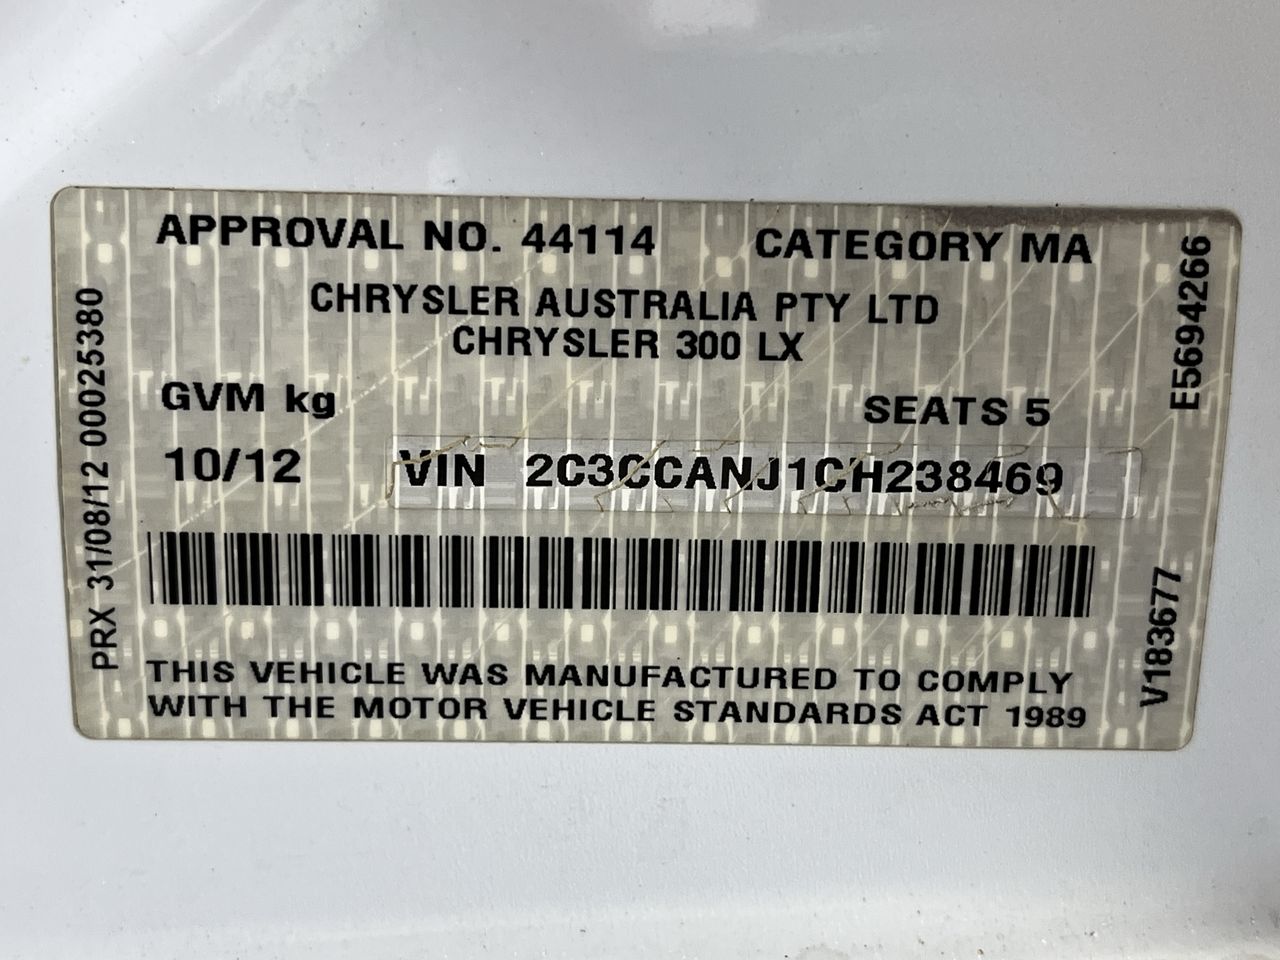 APPROVAL NO. 44114 CATEGORY MA
CHRYSLER AUSTRALIA PTY LTD
CHRYSLER 300 LX
GVM kg SEATS 5
10/12 VIN 2C3CCANJ1CH238469
THIS VEHICLE WAS MANUFACTURED TO COMPLY
WITH THE MOTOR VEHICLE STANDARDS ACT 1989
PRX 31/08/12 00025380
E5694266
V183677